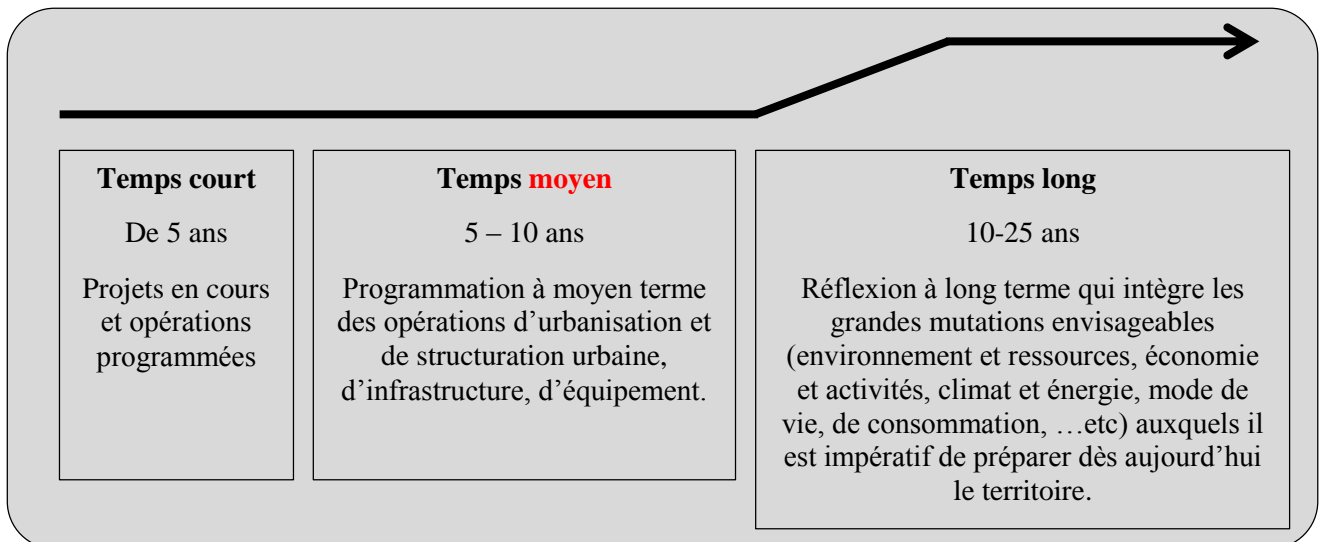 Temps court
De 5 ans
Projets en cours
et opérations
programmées
Temps moyen
5 – 10 ans
Programmation à moyen terme
des opérations d’urbanisation et
de structuration urbaine,
d’infrastructure, d’équipement.
Temps long
10-25 ans
Réflexion à long terme qui intègre les
grandes mutations envisageables
(environnement et ressources, économie
et activités, climat et énergie, mode de
vie, de consommation, …etc) auxquels il
est impératif de préparer dès aujourd’hui
le territoire.